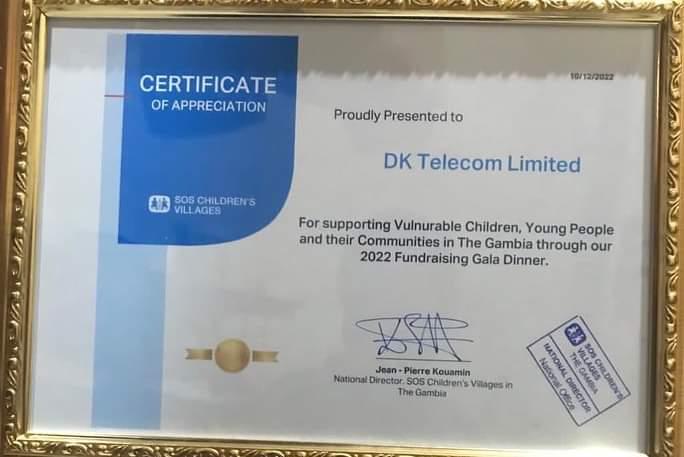 10/12/2022
CERTIFICATE
OF APPRECIATION
Proudly Presented to
DK Telecom Limited
SOS CHILDREN'S
VILLAGES
For supporting Vulnurable Children, Young People
and their Communities in The Gambia through our
2022 Fundraising Gala Dinner.
Jean - Pierre Kouamin
National Director. SOS Children's Villages in
The Gambia
SOS CHILDREN'S
VILLAGES
THE GAMBIA
NATIONAL DIRECTOR
National Office